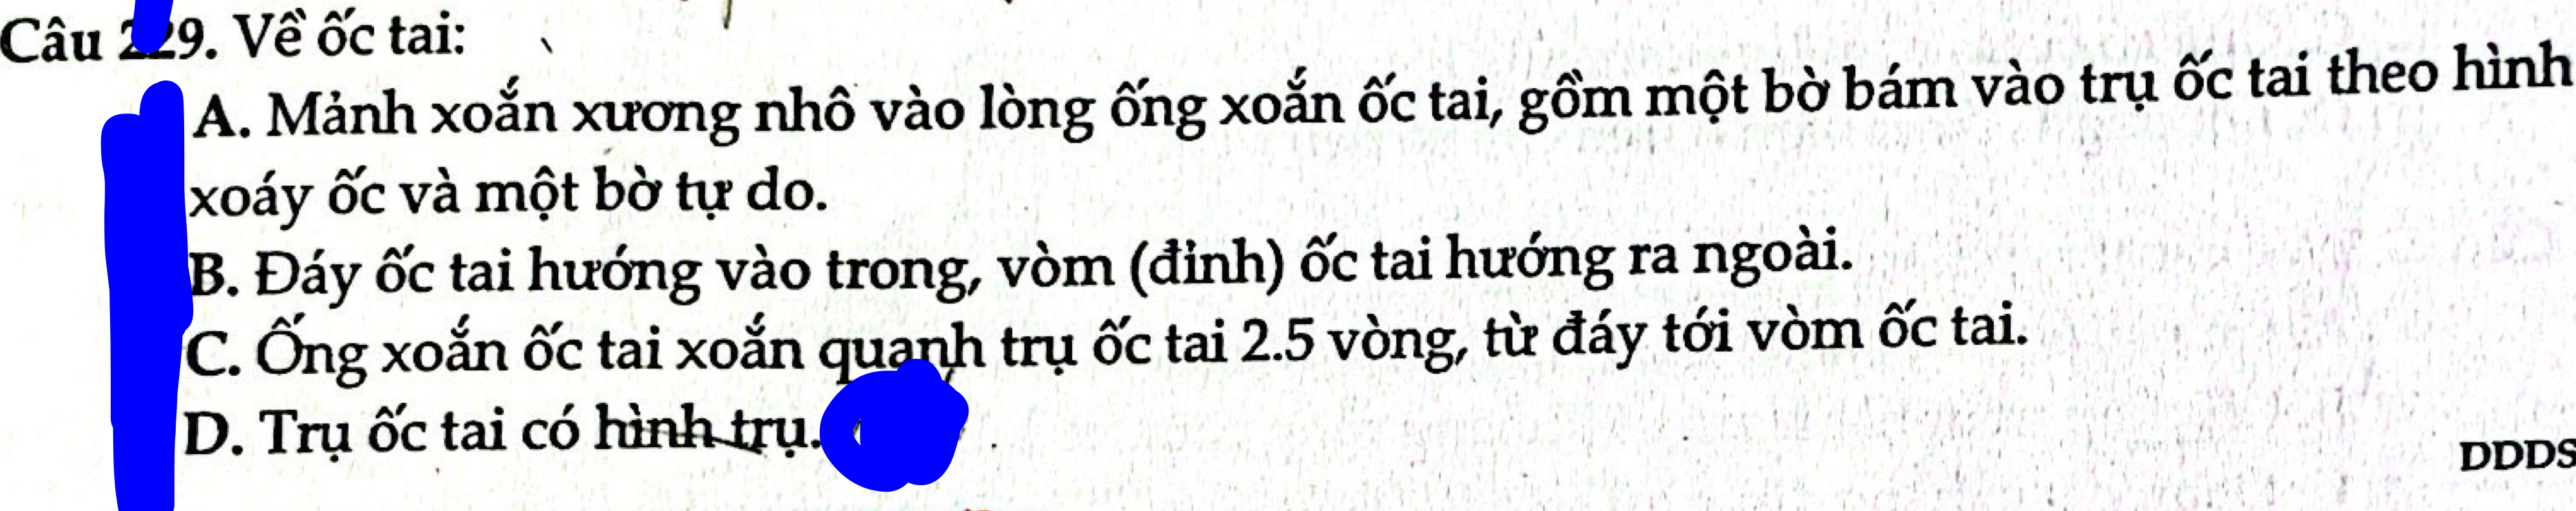 Câu 229. Về ốc tai:
A. Mảnh xoắn xương nhô vào lòng ống xoắn ốc tai, gồm một bờ bám vào trụ ốc tai theo hình
xoáy ốc và một bờ tự do.
B. Đáy ốc tai hướng vào trong, vòm (đỉnh) ốc tai hướng ra ngoài.
C. Ống xoắn ốc tai xoắn quanh trụ ốc tai 2.5 vòng, từ đáy tới vòm ốc tai.
D. Trụ ốc tai có hình trụ.
DDDS